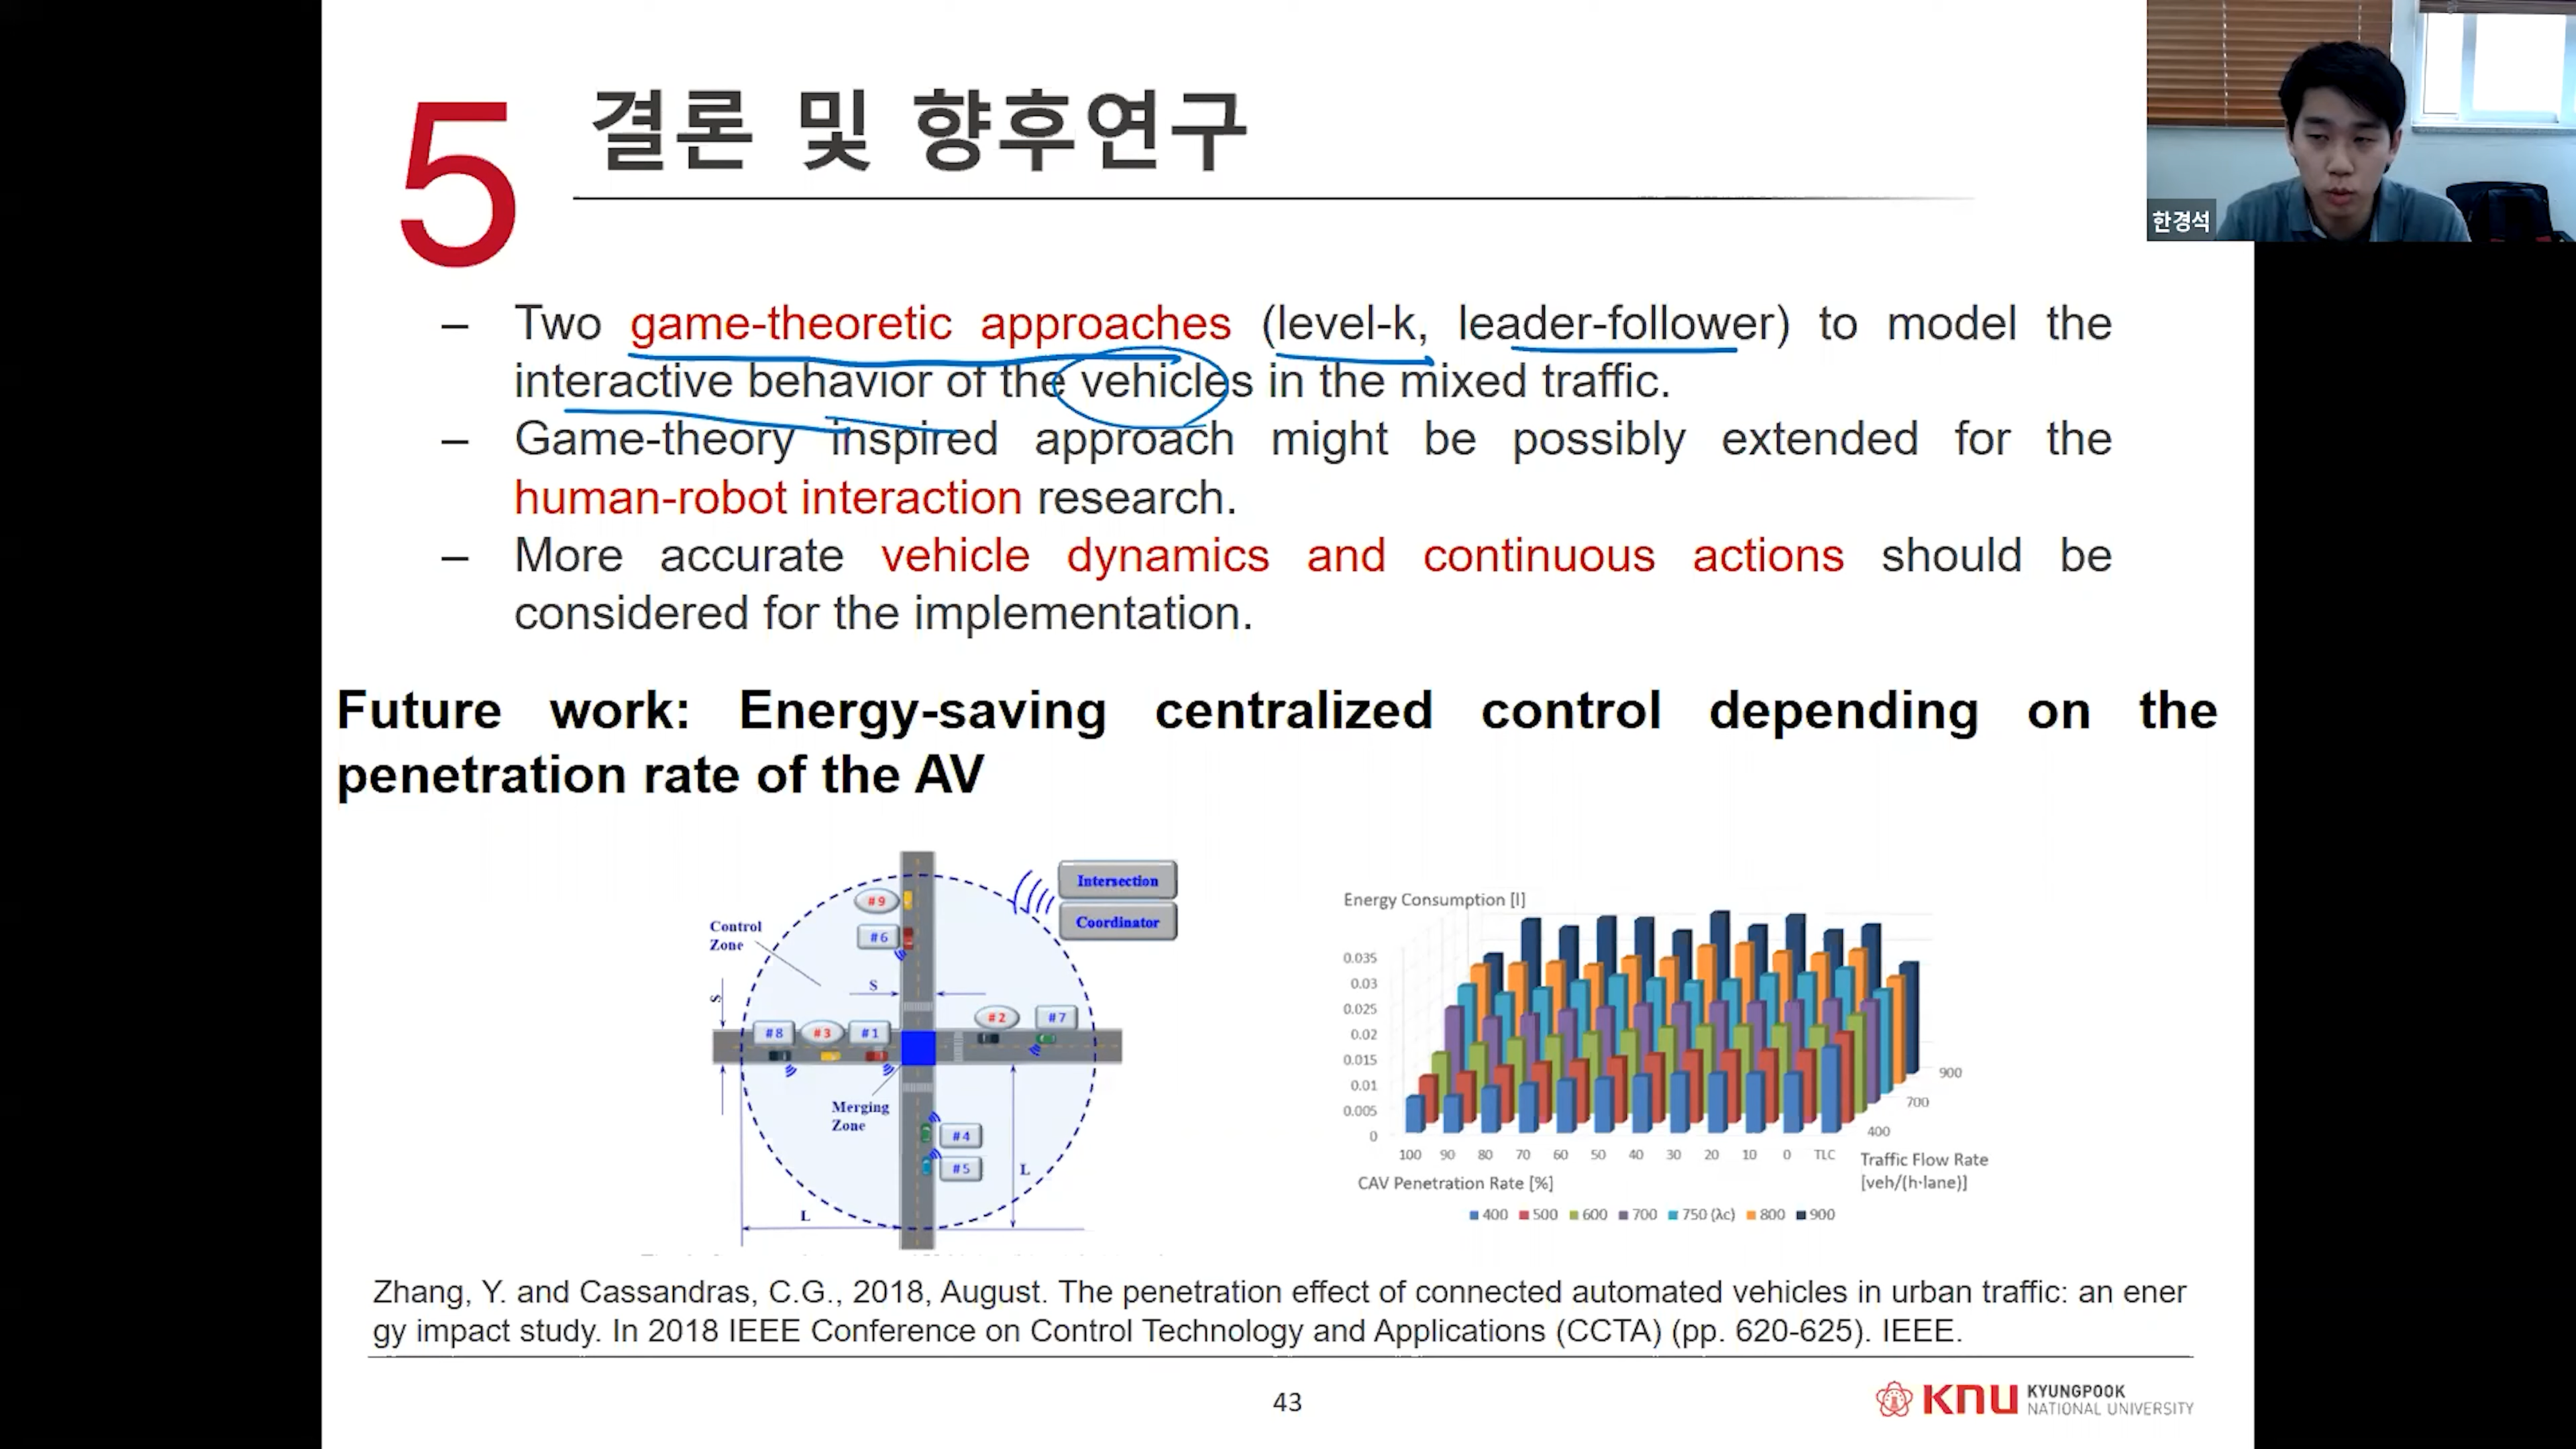 5 결론 및 향후연구
한경석
– Two game-theoretic approaches (level-k, leader-follower) to model the
interactive behavior of the vehicles in the mixed traffic.
– Game-theory inspired approach might be possibly extended for the
human-robot interaction research.
– More accurate vehicle dynamics and continuous actions should be
considered for the implementation.
Future work: Energy-saving centralized control depending on the
penetration rate of the AV
Intersection
Coordinator
Control
Zone
#9
#6
S
S
#8 #3 #1
#2 #7
Merging
Zone
#4
#5
L
L
Energy Consumption [l]
0.035
0.03
0.025
0.02
0.015
0.01
0.005
0
900
700
400
100 90 80 70 60 50 40 30 20 10 0 TLC
CAV Penetration Rate [%]
Traffic Flow Rate
[veh/(h·lane)]
400 500 600 700 750 (λc) 800 900
Zhang, Y. and Cassandras, C.G., 2018, August. The penetration effect of connected automated vehicles in urban traffic: an ener
gy impact study. In 2018 IEEE Conference on Control Technology and Applications (CCTA) (pp. 620-625). IEEE.
43
KNU KYUNGPOOK
NATIONAL UNIVERSITY